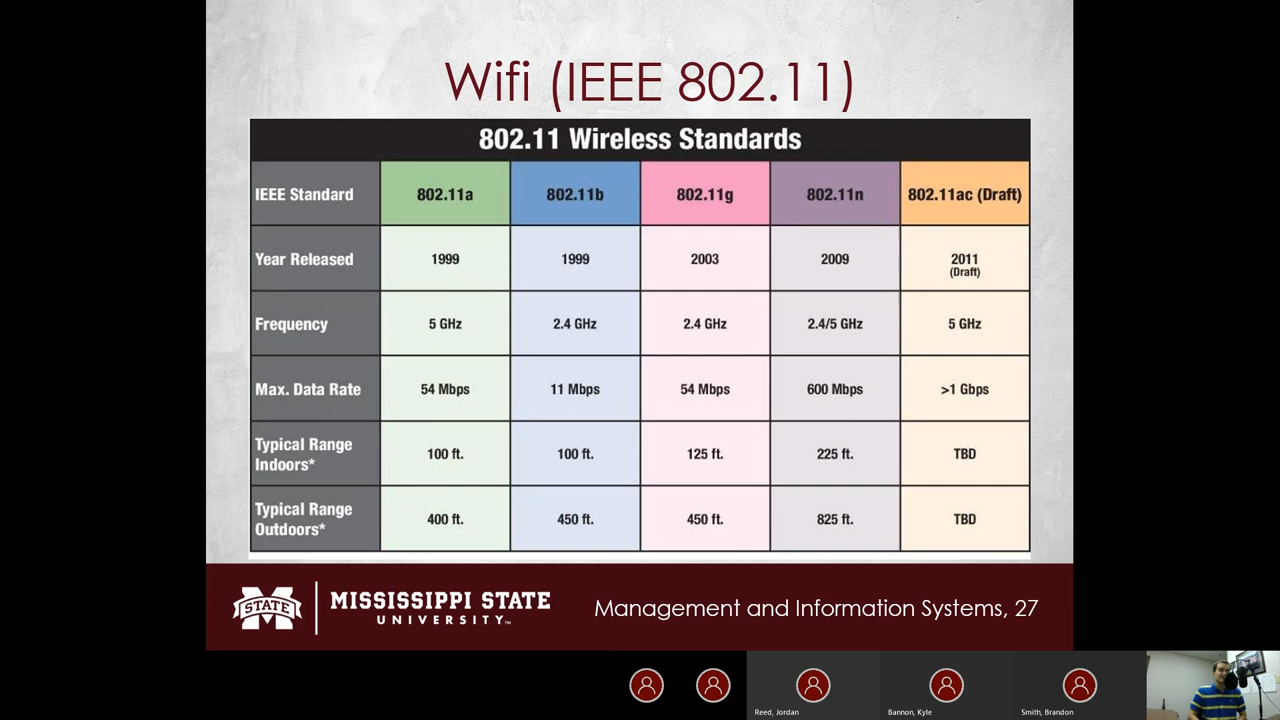 Wifi (IEEE 802.11)
802.11 Wireless Standards
IEEE Standard 802.11a 802.11b 802.11g 802.11n 802.11ac (Draft)
Year Released 1999 1999 2003 2009 2011
(Draft)
Frequency 5 GHz 2.4 GHz 2.4 GHz 2.4/5 GHz 5 GHz
Max. Data Rate 54 Mbps 11 Mbps 54 Mbps 600 Mbps >1 Gbps
Typical Range
Indoors* 100 ft. 100 ft. 125 ft. 225 ft. TBD
Typical Range
Outdoors* 400 ft. 450 ft. 450 ft. 825 ft. TBD
STATE
MISSISSIPPI STATE
UNIVERSITY™
Management and Information Systems, 27
Reed, Jordan
Bannon, Kyle
Smith, Brandon